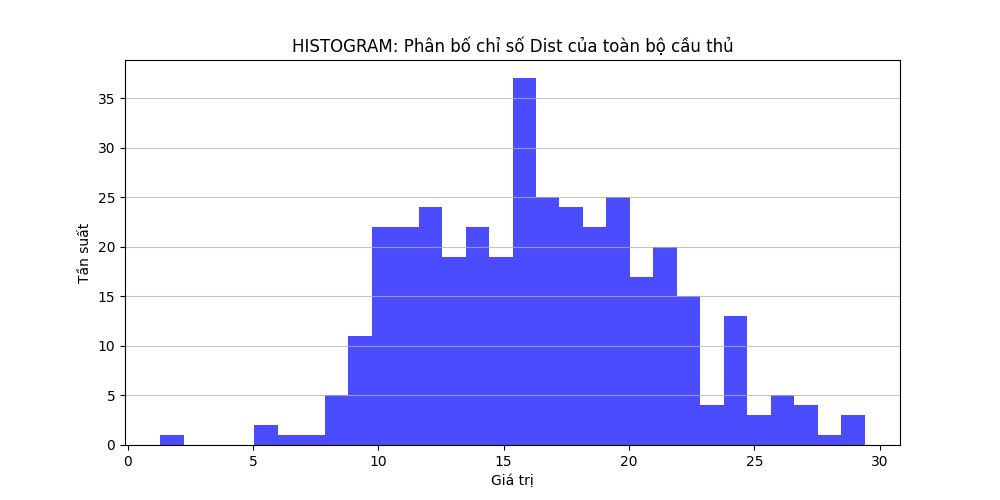 HISTOGRAM: Phân bố chỉ số Dist của toàn bộ cầu thủ
35
30
25
20
15
10
5
0
Tần suất
0 5 10 15 20 25 30
Giá trị